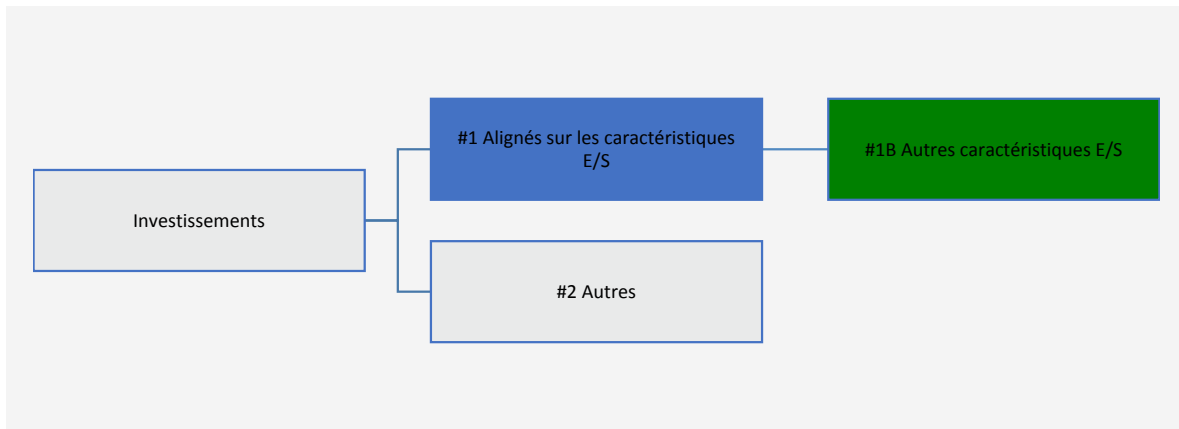 #1 Alignés sur les caractéristiques
E/S
#1B Autres caractéristiques E/S
Investissements
#2 Autres